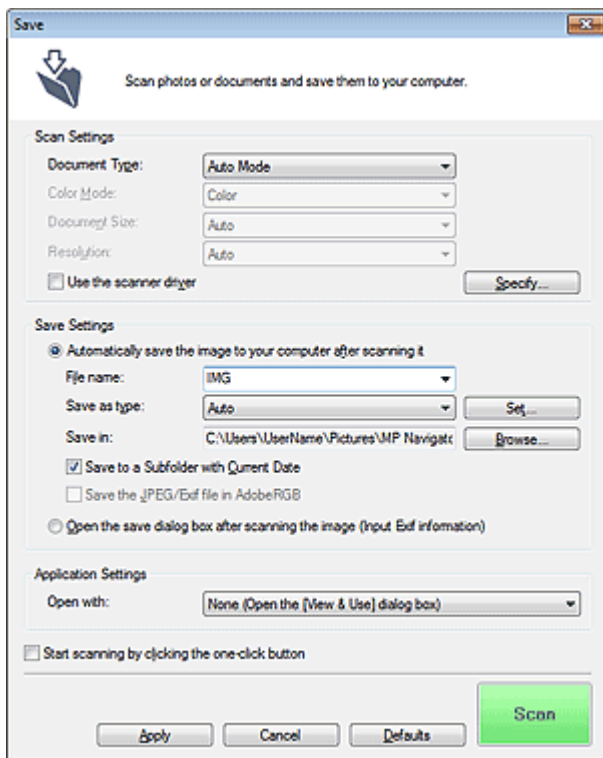 Save
Scan photos or documents and save them to your computer.
Scan Settings
Document Type: Auto Mode
Color Mode: Color
Document Size: Auto
Resolution: Auto
Use the scanner driver Specify...
Save Settings
Automatically save the image to your computer after scanning it
File name: IMG
Save as type: Auto Set...
Save in: C:\Users\UserName\Pictures\MP Navigato Browse...
Save to a Subfolder with Current Date
Save the JPEG/Exif file in AdobeRGB
Open the save dialog box after scanning the image (Input Exif information)
Application Settings
Open with: None (Open the [View & Use] dialog box)
Start scanning by clicking the one-click button
Scan
Apply Cancel Defaults